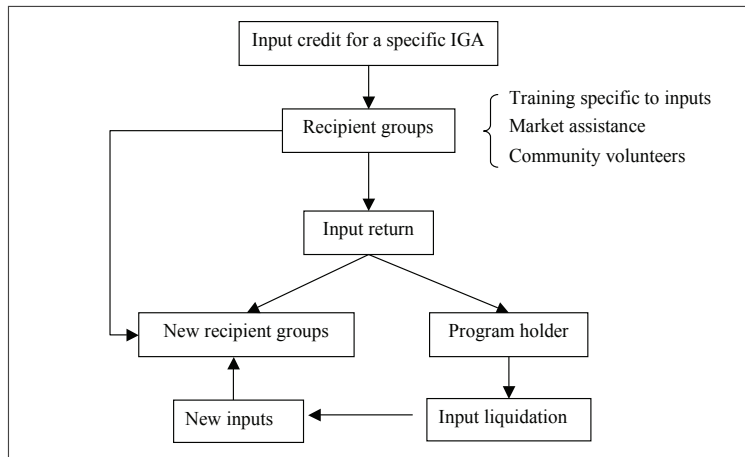 Input credit for a specific IGA
Recipient groups
Training specific to inputs
Market assistance
Community volunteers
Input return
New recipient groups
Program holder
New inputs
Input liquidation